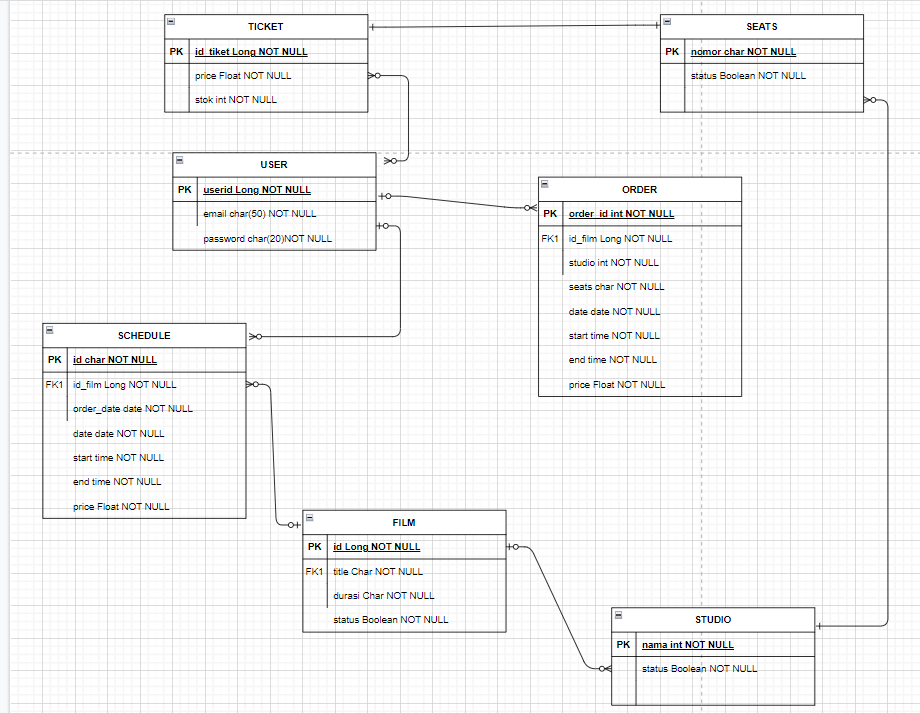 TICKET
PK id_tiket Long NOT NULL
price Float NOT NULL
stok int NOT NULL
SEATS
PK nomor char NOT NULL
status Boolean NOT NULL
USER
PK userid Long NOT NULL
email char(50) NOT NULL
password char(20)NOT NULL
ORDER
PK order_id int NOT NULL
FK1 id_film Long NOT NULL
studio int NOT NULL
seats char NOT NULL
date date NOT NULL
start time NOT NULL
end time NOT NULL
price Float NOT NULL
SCHEDULE
PK id char NOT NULL
FK1 id_film Long NOT NULL
order_date date NOT NULL
date date NOT NULL
start time NOT NULL
end time NOT NULL
price Float NOT NULL
FILM
PK id Long NOT NULL
FK1 title Char NOT NULL
durasi Char NOT NULL
status Boolean NOT NULL
STUDIO
PK nama int NOT NULL
status Boolean NOT NULL